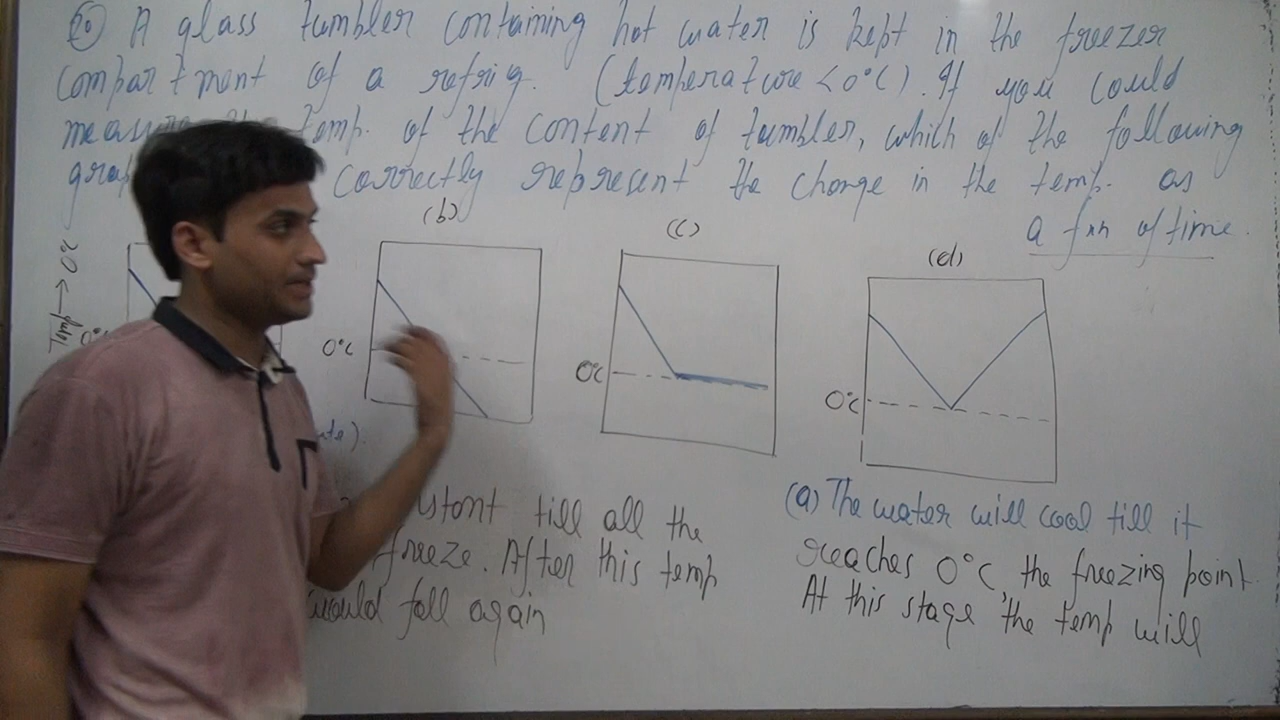 A glass tumbler containing hot water is kept in the freezer
compartment of a refrig. (temperature < 0°C). If you could
temp. of the content of tumbler, which of the following
correctly represent the change in the temp. as
a fxn of time.
(b)
(c)
(d)
Temp → 0°C
0°C
0°C
0°C
(a) The water will cool till it
reaches 0°C, the freezing point.
At this stage, the temp will
till all the
freeze. After this temp
would fall again